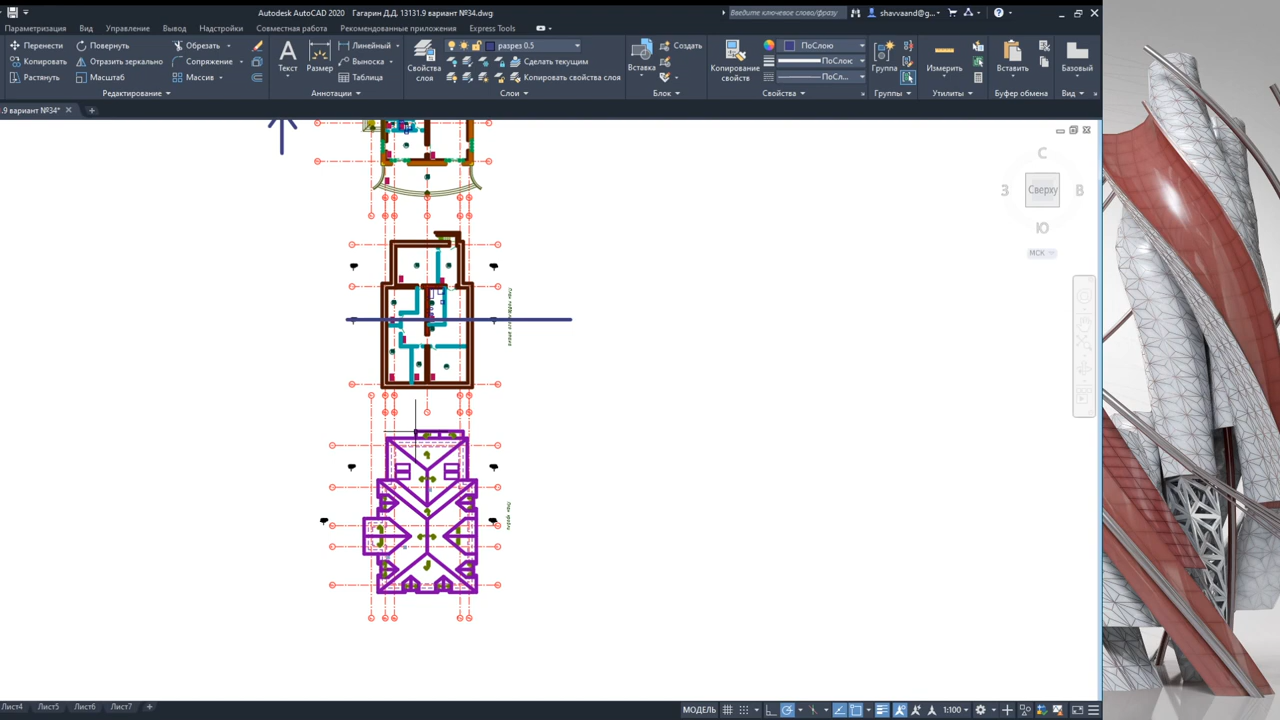 Autodesk AutoCAD 2020 Гагарин Д.Д. 13131.9 вариант №34.dwg
Введите ключевое слово/фразу
shavvaand@g...
Параметризация Вид Управление Вывод Надстройки Совместная работа Рекомендованные приложения Express Tools
Перенести Повернуть Обрезать
Копировать Отразить зеркально Сопряжение
Растянуть Масштаб Массив
Редактирование
Текст
Размер
Линейный
Выноска
Таблица
Аннотации
Свойства слоя
разрез 0.5
Сделать текущим
Копировать свойства слоя
Слои
Вставка
Создать
Блок
Копирование свойств
ПоСлою
ПоСлою
ПоСл...
Свойства
Группа
Группы
Измерить
Утилиты
Вставить
Буфер обмена
Базовый
Вид
.9 вариант №34*
С
З Сверху В
Ю
МСК
План кровли
Лист4 Лист5 Лист6 Лист7
МОДЕЛЬ
1:100